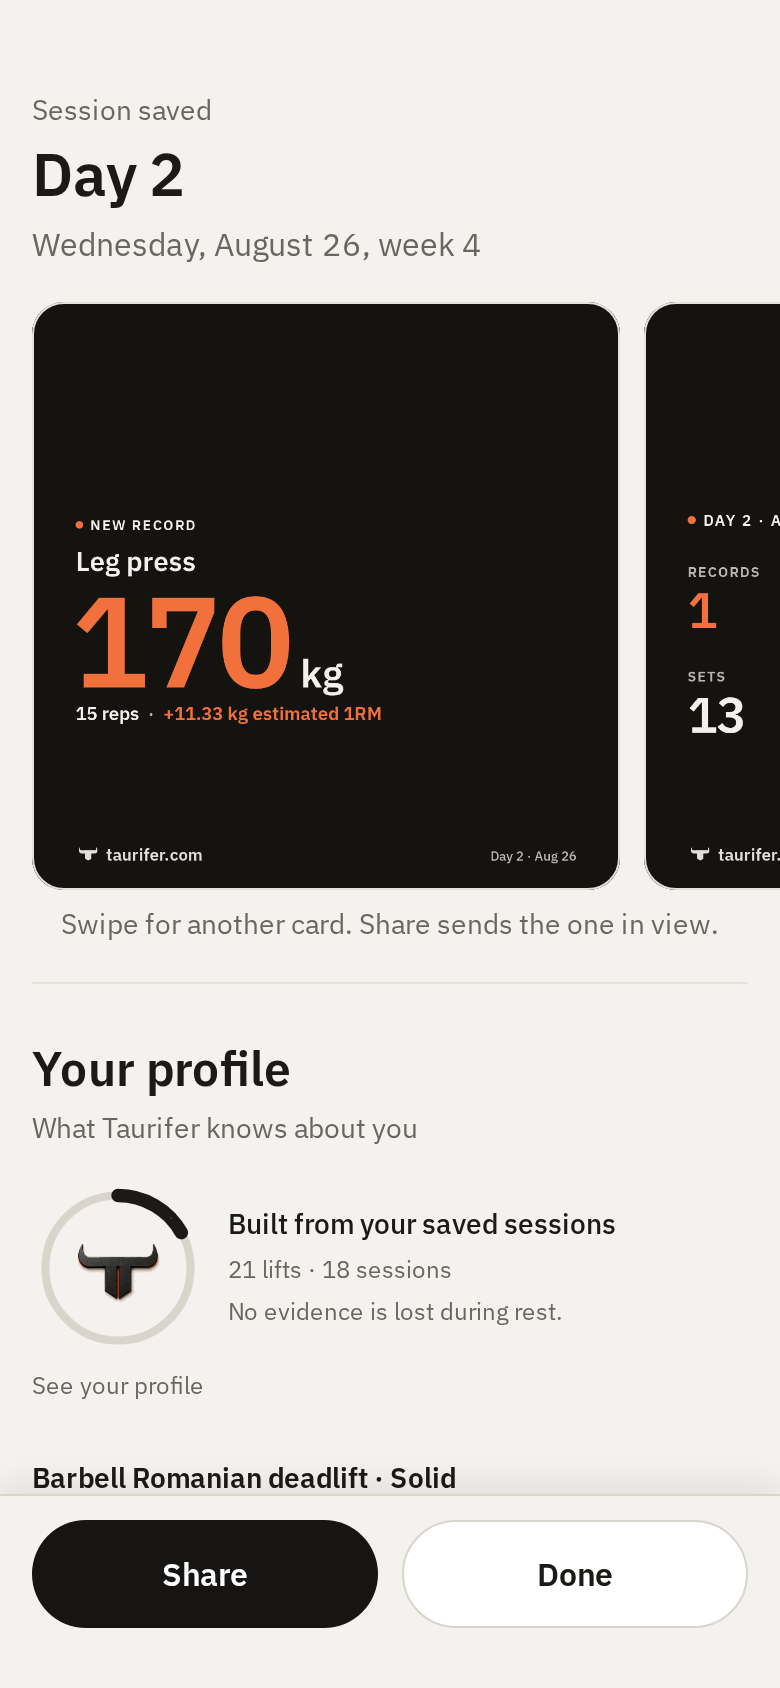 Session saved
Day 2
Wednesday, August 26, week 4
NEW RECORD
Leg press
170 kg
15 reps · +11.33 kg estimated 1RM
taurifer.com
Day 2 · Aug 26
DAY 2 · A
RECORDS
1
SETS
13
taurifer.
Swipe for another card. Share sends the one in view.
Your profile
What Taurifer knows about you
Built from your saved sessions
21 lifts · 18 sessions
No evidence is lost during rest.
See your profile
Barbell Romanian deadlift · Solid
Share
Done